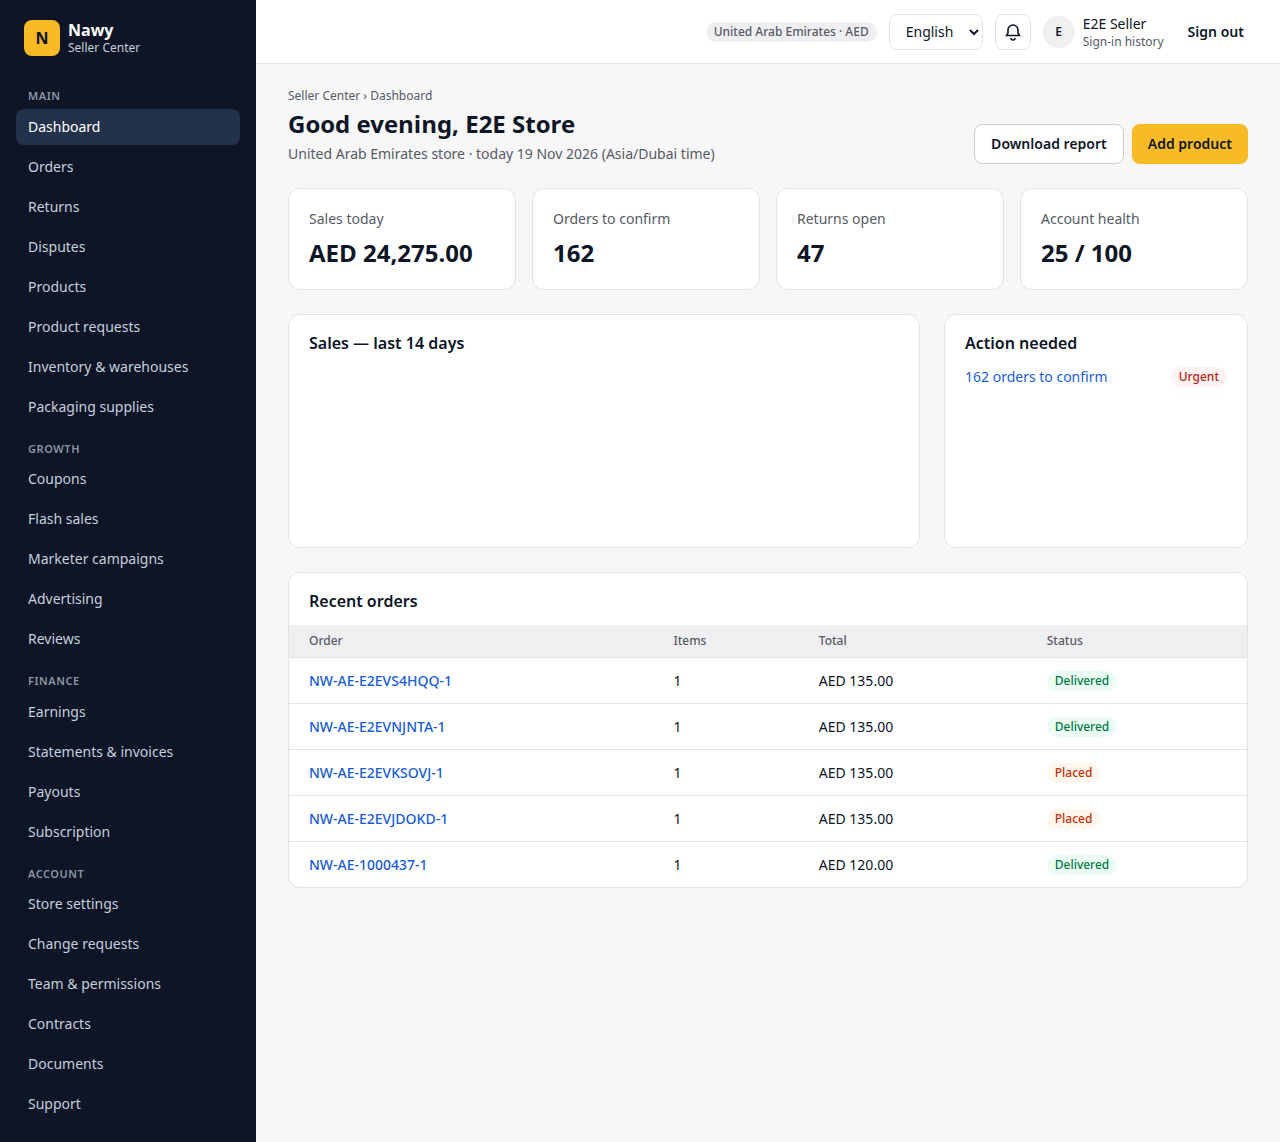 N
Nawy
Seller Center
MAIN
Dashboard
Orders
Returns
Disputes
Products
Product requests
Inventory & warehouses
Packaging supplies
GROWTH
Coupons
Flash sales
Marketer campaigns
Advertising
Reviews
FINANCE
Earnings
Statements & invoices
Payouts
Subscription
ACCOUNT
Store settings
Change requests
Team & permissions
Contracts
Documents
Support
United Arab Emirates · AED
English
E
E2E Seller
Sign-in history
Sign out
Seller Center › Dashboard
Good evening, E2E Store
United Arab Emirates store · today 19 Nov 2026 (Asia/Dubai time)
Download report
Add product
Sales today
AED 24,275.00
Orders to confirm
162
Returns open
47
Account health
25 / 100
Sales — last 14 days
Action needed
162 orders to confirm Urgent
Recent orders
Order Items Total Status
NW-AE-E2EVS4HQQ-1 1 AED 135.00 Delivered
NW-AE-E2EVNJNTA-1 1 AED 135.00 Delivered
NW-AE-E2EVKSOVJ-1 1 AED 135.00 Placed
NW-AE-E2EVJDOKD-1 1 AED 135.00 Placed
NW-AE-1000437-1 1 AED 120.00 Delivered